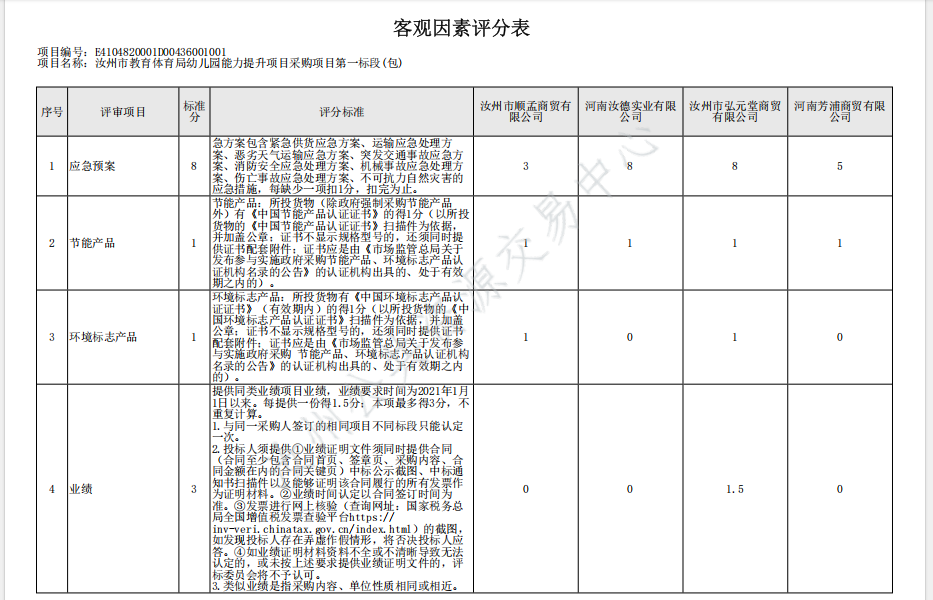 客观因素评分表
项目编号: E4104820001D00436001001
项目名称: 汝州市教育体育局幼儿园能力提升项目采购项目第一标段(包)
序号
评审项目
标准
分
评分标准
汝州市顺孟商贸有
限公司
河南汝德实业有限
公司
汝州市弘元堂商贸
有限公司
河南芳浦商贸有限
公司
1
应急预案
8
急方案包含紧急供货应急方案、运输应急处理方
案、恶劣天气运输应急方案、突发交通事故应急方
案、消防安全应急处理方案、机械事故应急处理方
案、伤亡事故应急处理方案、不可抗力自然灾害的
应急措施, 每缺少一项扣1分, 扣完为止。
3
8
8
5
2
节能产品
1
节能产品: 所投货物 (除政府强制采购节能产品
外) 有《中国节能产品认证证书》的得1分 (以所投
货物的《中国节能产品认证证书》扫描件为依据,
并加盖公章; 证书不显示规格型号的, 还须同时提
供证书配套附件; 证书应是由《市场监管总局关于
发布参与实施政府采购节能产品、环境标志产品认
证机构名录的公告》的认证机构出具的、处于有效
期之内的) 。
1
1
1
1
3
环境标志产品
1
环境标志产品: 所投货物有《中国环境标志产品认
证证书》 (有效期内) 的得1分 (以所投货物的《中
国环境标志产品认证证书》扫描件为依据, 并加盖
公章; 证书不显示规格型号的, 还须同时提供证书
配套附件; 证书应是由《市场监管总局关于发布参
与实施政府采购 节能产品、环境标志产品认证机构
名录的公告》的认证机构出具的、处于有效期之内
的) 。
1
0
1
0
4
业绩
3
提供同类业绩项目业绩, 业绩要求时间为2021年1月
1日以来。每提供一份得1.5分; 本项最多得3分, 不
重复计算。
1.与同一采购人签订的相同项目不同标段只能认定
一次。
2.投标人须提供①业绩证明文件须同时提供合同
(合同至少包含合同首页、签章页、采购内容、合
同金额在内的合同关键页) 中标公示截图、中标通
知书扫描件以及能够证明该合同履行的所有发票作
为证明材料。②业绩时间认定以合同签订时间为
准。③发票进行网上核验 (查询网址: 国家税务总
局全国增值税发票查验平台https://
inv-veri.chinatax.gov.cn/index.html) 的截图,
如发现投标人存在弄虚作假情形, 将否决投标人应
答。④如业绩证明材料资料不全或不清晰导致无法
认定的, 或未按上述要求提供业绩证明文件的, 评
标委员会将不予认可。
3.类似业绩是指采购内容、单位性质相同或相近。
0
0
1.5
0